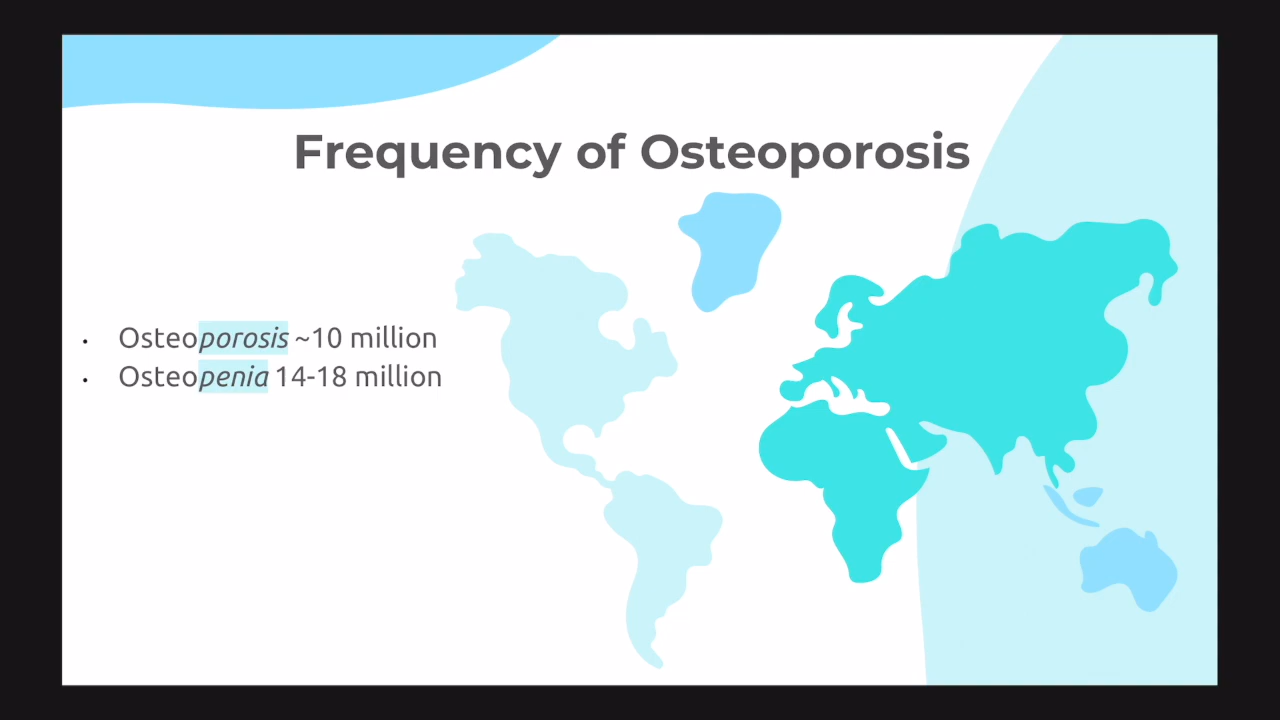 Frequency of Osteoporosis
• Osteoporosis ~10 million
• Osteopenia 14-18 million